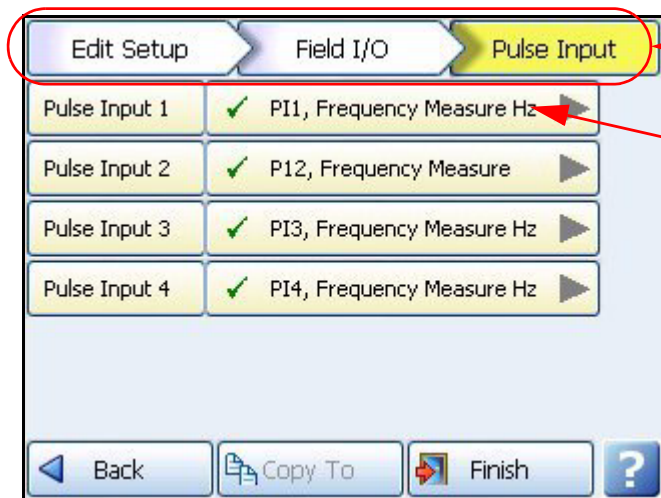 Edit Setup Field I/O Pulse Input
Pulse Input 1 PI1, Frequency Measure Hz
Pulse Input 2 P12, Frequency Measure
Pulse Input 3 PI3, Frequency Measure Hz
Pulse Input 4 PI4, Frequency Measure Hz
Back Copy To Finish ?